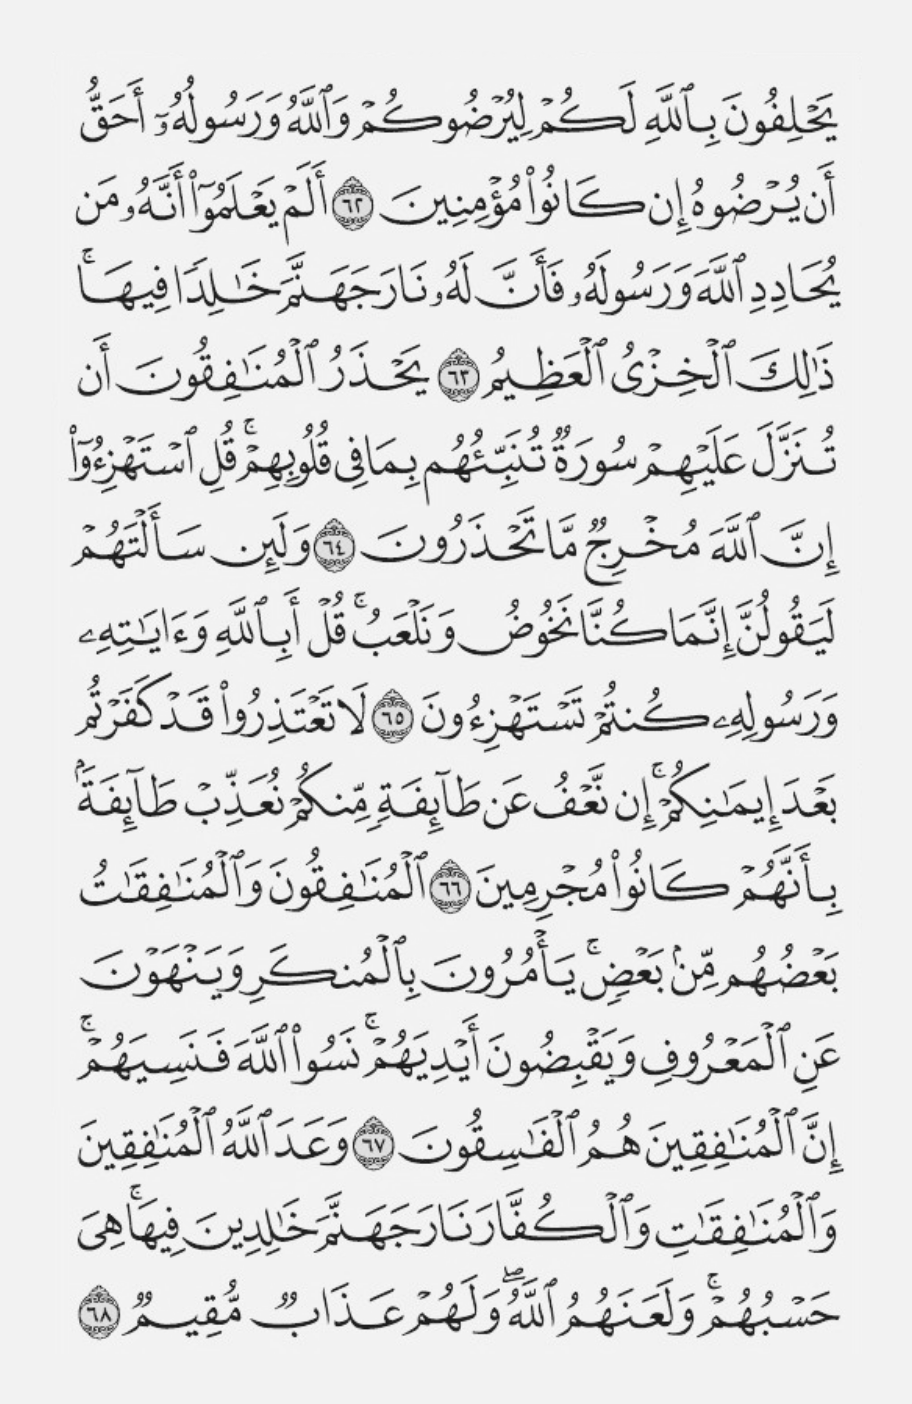 يَحۡلِفُونَ بِٱللَّهِ لَكُمۡ لِيُرۡضُوكُمۡ وَٱللَّهُ وَرَسُولُهُۥٓ أَحَقُّ
أَن يُرۡضُوهُ إِن كَانُواْ مُؤۡمِنِينَ ٦٢ أَلَمۡ يَعۡلَمُوٓاْ أَنَّهُۥ مَن
يُحَادِدِ ٱللَّهَ وَرَسُولَهُۥ فَأَنَّ لَهُۥ نَارَ جَهَنَّمَ خَٰلِدٗا فِيهَاۚ
ذَٰلِكَ ٱلۡخِزۡيُ ٱلۡعَظِيمُ ٦٣ يَحۡذَرُ ٱلۡمُنَٰفِقُونَ أَن
تُنَزَّلَ عَلَيۡهِمۡ سُورَةٞ تُنَبِّئُهُم بِمَا فِي قُلُوبِهِمۡۚ قُلِ ٱسۡتَهۡزِءُوٓاْ
إِنَّ ٱللَّهَ مُخۡرِجٞ مَّا تَحۡذَرُونَ ٦٤ وَلَئِن سَأَلۡتَهُمۡ
لَيَقُولُنَّ إِنَّمَا كُنَّا نَخُوضُ وَنَلۡعَبُۚ قُلۡ أَبِٱللَّهِ وَءَايَٰتِهِۦ
وَرَسُولِهِۦ كُنتُمۡ تَسۡتَهۡزِءُونَ ٦٥ لَا تَعۡتَذِرُواْ قَدۡ كَفَرۡتُم
بَعۡدَ إِيمَٰنِكُمۡۚ إِن نَّعۡفُ عَن طَآئِفَةٖ مِّنكُمۡ نُعَذِّبۡ طَآئِفَةَۢ
بِأَنَّهُمۡ كَانُواْ مُجۡرِمِينَ ٦٦ ٱلۡمُنَٰفِقُونَ وَٱلۡمُنَٰفِقَٰتُ
بَعۡضُهُم مِّنۢ بَعۡضٖۚ يَأۡمُرُونَ بِٱلۡمُنكَرِ وَيَنۡهَوۡنَ
عَنِ ٱلۡمَعۡرُوفِ وَيَقۡبِضُونَ أَيۡدِيَهُمۡۚ نَسُواْ ٱللَّهَ فَنَسِيَهُمۡۚ
إِنَّ ٱلۡمُنَٰفِقِينَ هُمُ ٱلۡفَٰسِقُونَ ٦٧ وَعَدَ ٱللَّهُ ٱلۡمُنَٰفِقِينَ
وَٱلۡمُنَٰفِقَٰتِ وَٱلۡكُفَّارَ نَارَ جَهَنَّمَ خَٰلِدِينَ فِيهَاۚ هِيَ
حَسۡبُهُمۡۚ وَلَعَنَهُمُ ٱللَّهُۖ وَلَهُمۡ عَذَابٞ مُّقِيمٞ ٦٨